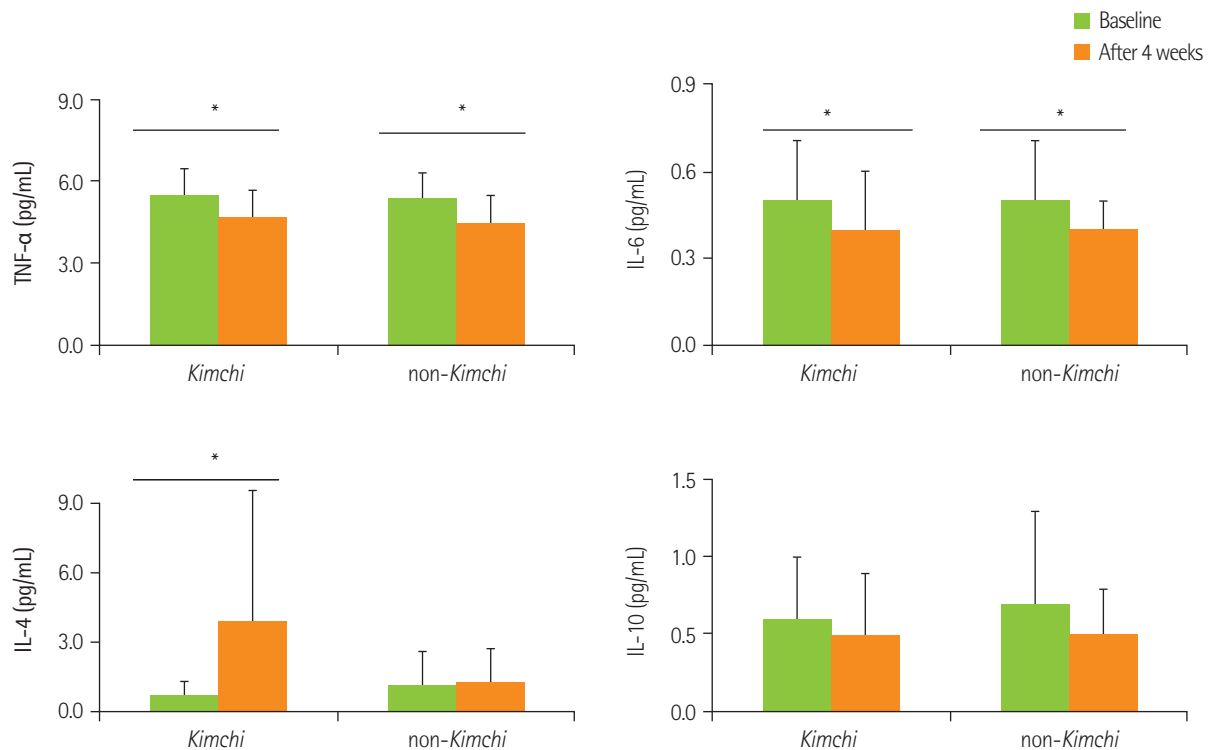 Baseline
After 4 weeks
TNF-α (pg/mL)
9.0
6.0
3.0
0.0
*
*
Kimchi
non-Kimchi
IL-6 (pg/mL)
0.9
0.6
0.3
0.0
*
*
Kimchi
non-Kimchi
IL-4 (pg/mL)
9.0
6.0
3.0
0.0
*
Kimchi
non-Kimchi
IL-10 (pg/mL)
1.5
1.0
0.5
0.0
Kimchi
non-Kimchi